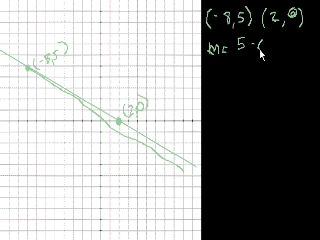 (-8,5) (2,0)
m= 5-
(-8,5)
(2,0)